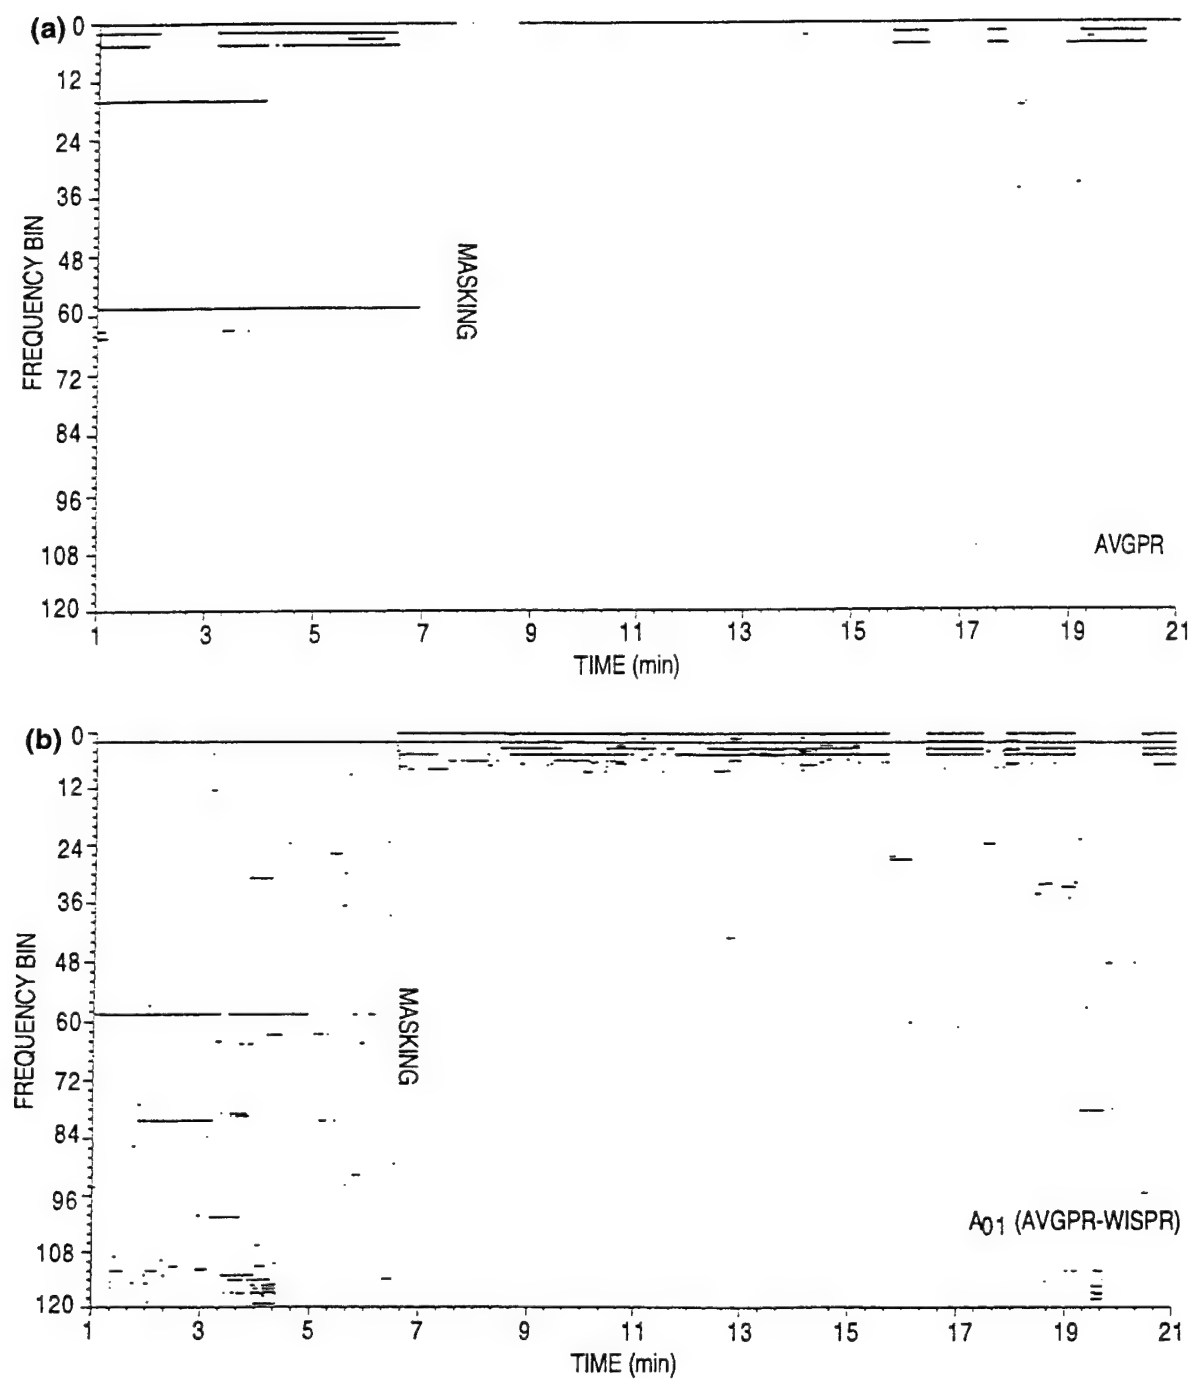 (a)
0
12
24
36
48
60
72
84
96
108
120
FREQUENCY BIN
MASKING
AVGPR
1 3 5 7 9 11 13 15 17 19 21
TIME (min)
(b)
0
12
24
36
48
60
72
84
96
108
120
FREQUENCY BIN
MASKING
A01 (AVGPR-WISPR)
1 3 5 7 9 11 13 15 17 19 21
TIME (min)